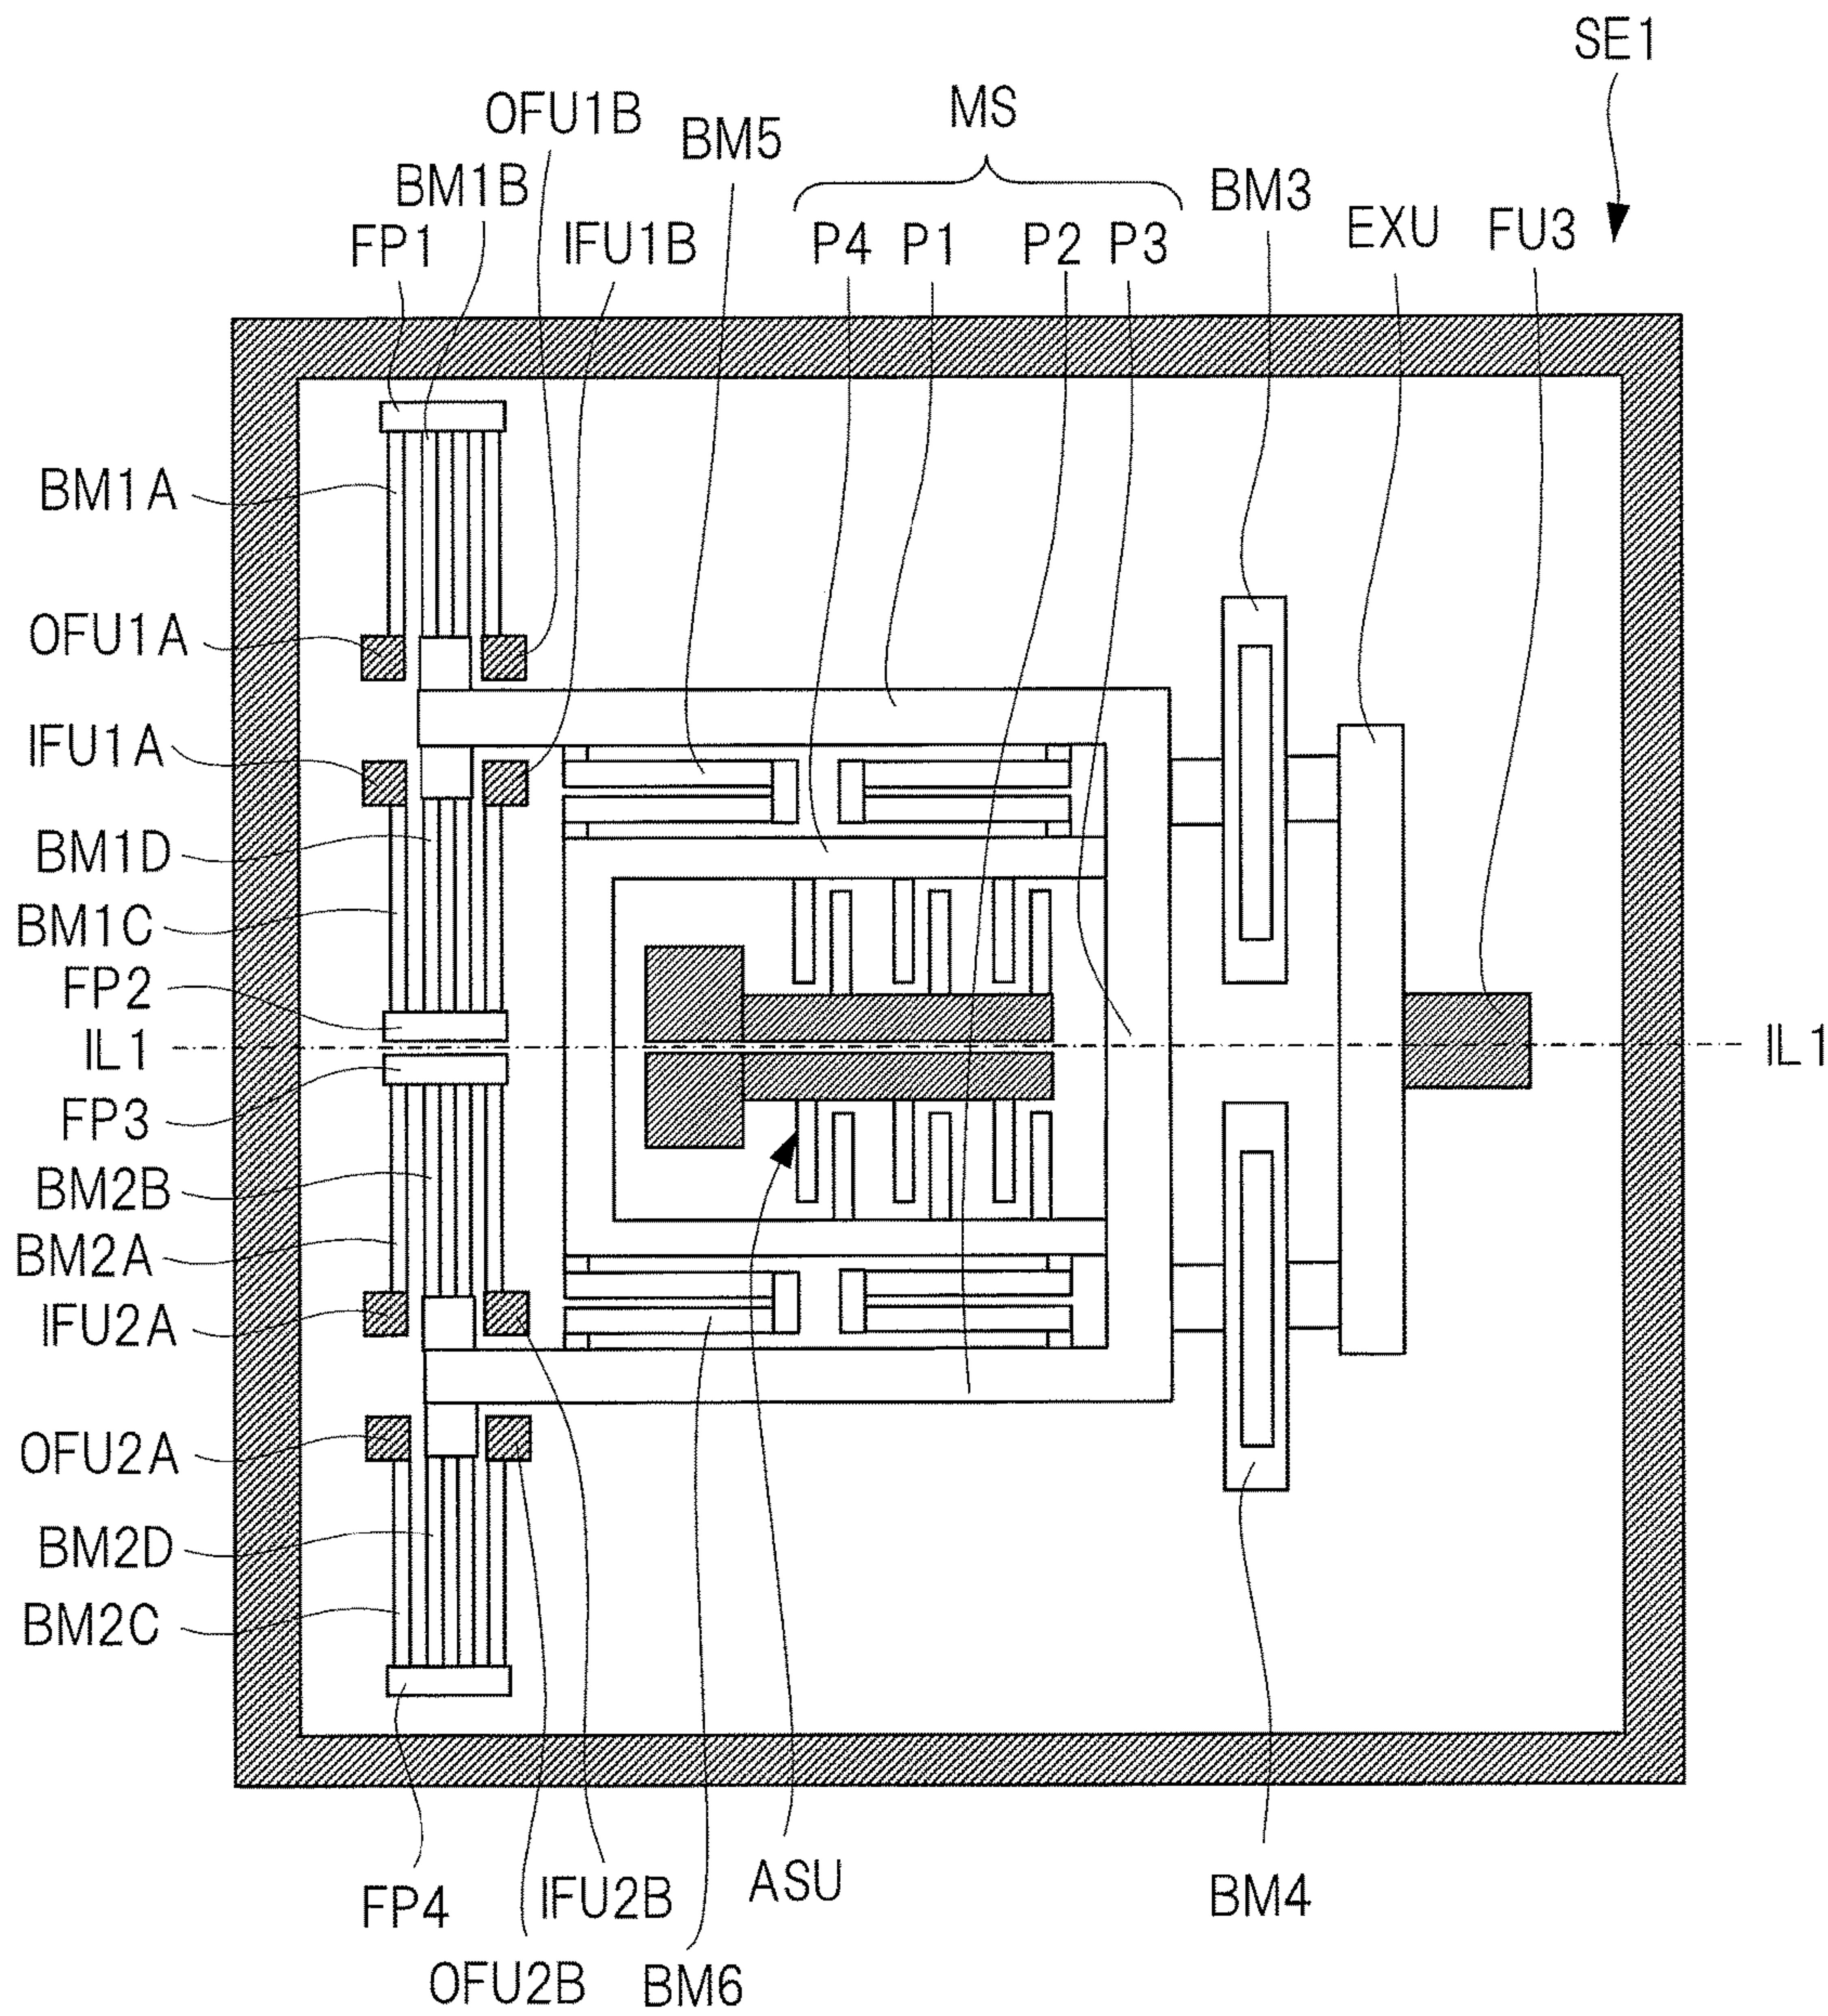 SE1
OFU1B
BM5
MS
BM1B
BM3
FP1
IFU1B
P4 P1 P2 P3
EXU
FU3
BM1A
OFU1A
IFU1A
BM1D
BM1C
FP2
IL1
IL1
FP3
BM2B
BM2A
IFU2A
OFU2A
BM2D
BM2C
FP4
IFU2B
ASU
BM4
OFU2B
BM6